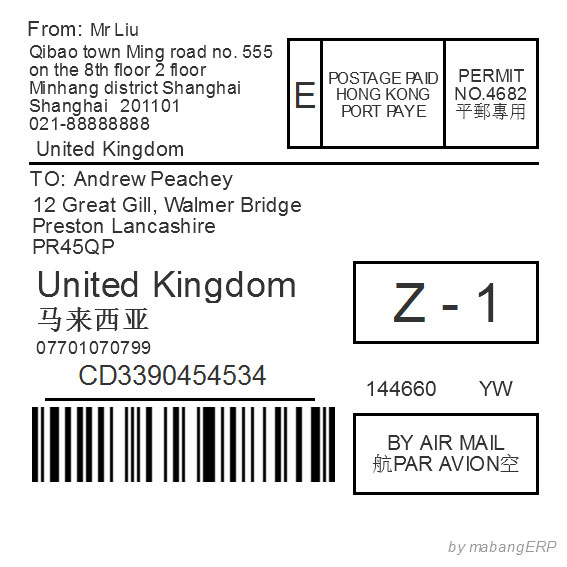 From: Mr Liu
Qibao town Ming road no. 555
on the 8th floor 2 floor
Minhang district Shanghai
Shanghai 201101
021-88888888
United Kingdom
E
POSTAGE PAID
HONG KONG
PORT PAYE
PERMIT
NO.4682
平郵專用
TO: Andrew Peachey
12 Great Gill, Walmer Bridge
Preston Lancashire
PR45QP
United Kingdom
马来西亚
07701070799
Z - 1
CD3390454534
144660 YW
BY AIR MAIL
航PAR AVION空
by mabangERP